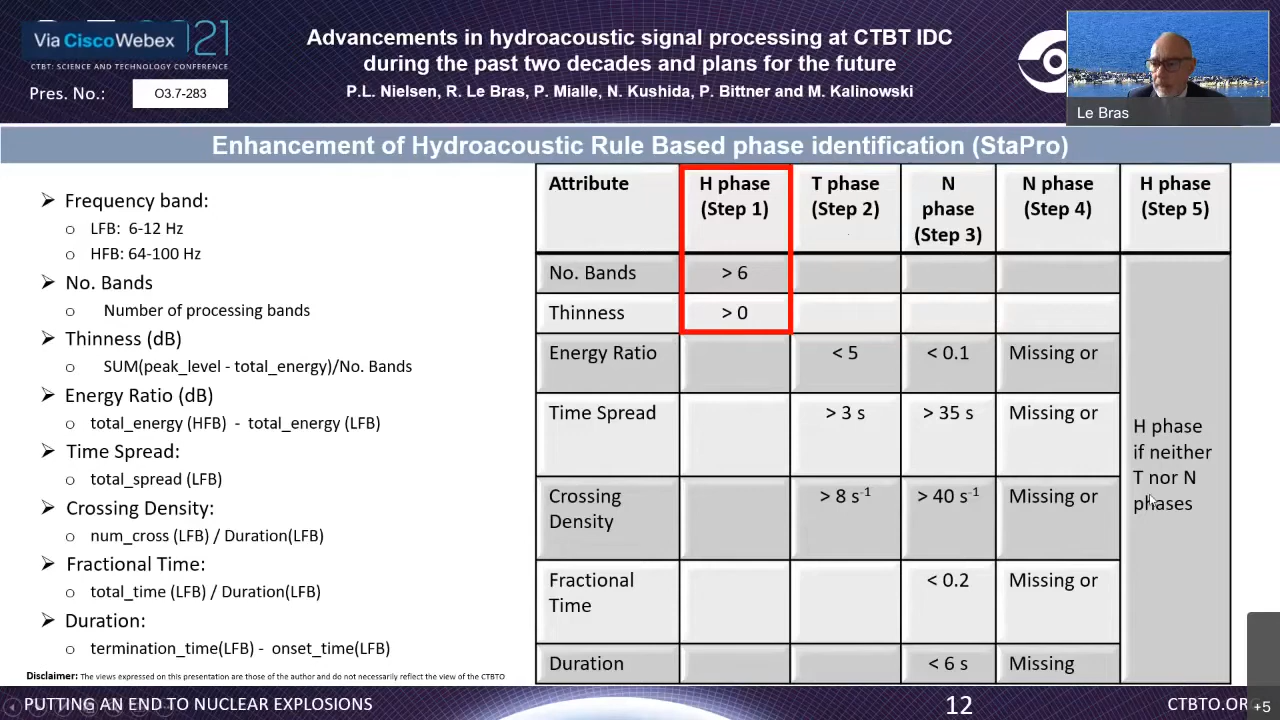 Via Cisco Webex
21
CTBT: SCIENCE AND TECHNOLOGY CONFERENCE
Pres. No.:
O3.7-283
Advancements in hydroacoustic signal processing at CTBT IDC
during the past two decades and plans for the future
P.L. Nielsen, R. Le Bras, P. Mialle, N. Kushida, P. Bittner and M. Kalinowski
Le Bras
Enhancement of Hydroacoustic Rule Based phase identification (StaPro)
➢ Frequency band:
o LFB: 6-12 Hz
o HFB: 64-100 Hz
➢ No. Bands
o Number of processing bands
➢ Thinness (dB)
o SUM(peak_level - total_energy)/No. Bands
➢ Energy Ratio (dB)
o total_energy (HFB) - total_energy (LFB)
➢ Time Spread:
o total_spread (LFB)
➢ Crossing Density:
o num_cross (LFB) / Duration(LFB)
➢ Fractional Time:
o total_time (LFB) / Duration(LFB)
➢ Duration:
o termination_time(LFB) - onset_time(LFB)
Disclaimer: The views expressed on this presentation are those of the author and do not necessarily reflect the view of the CTBTO
Attribute
H phase
(Step 1)
T phase
(Step 2)
N
phase
(Step 3)
N phase
(Step 4)
H phase
(Step 5)
No. Bands
> 6
Thinness
> 0
Energy Ratio
< 5
< 0.1
Missing or
Time Spread
> 3 s
> 35 s
Missing or
Crossing
Density
> 8 s⁻¹
> 40 s⁻¹
Missing or
Fractional
Time
< 0.2
Missing or
Duration
< 6 s
Missing
H phase
if neither
T nor N
phases
PUTTING AN END TO NUCLEAR EXPLOSIONS
12
CTBTO.OR
+5